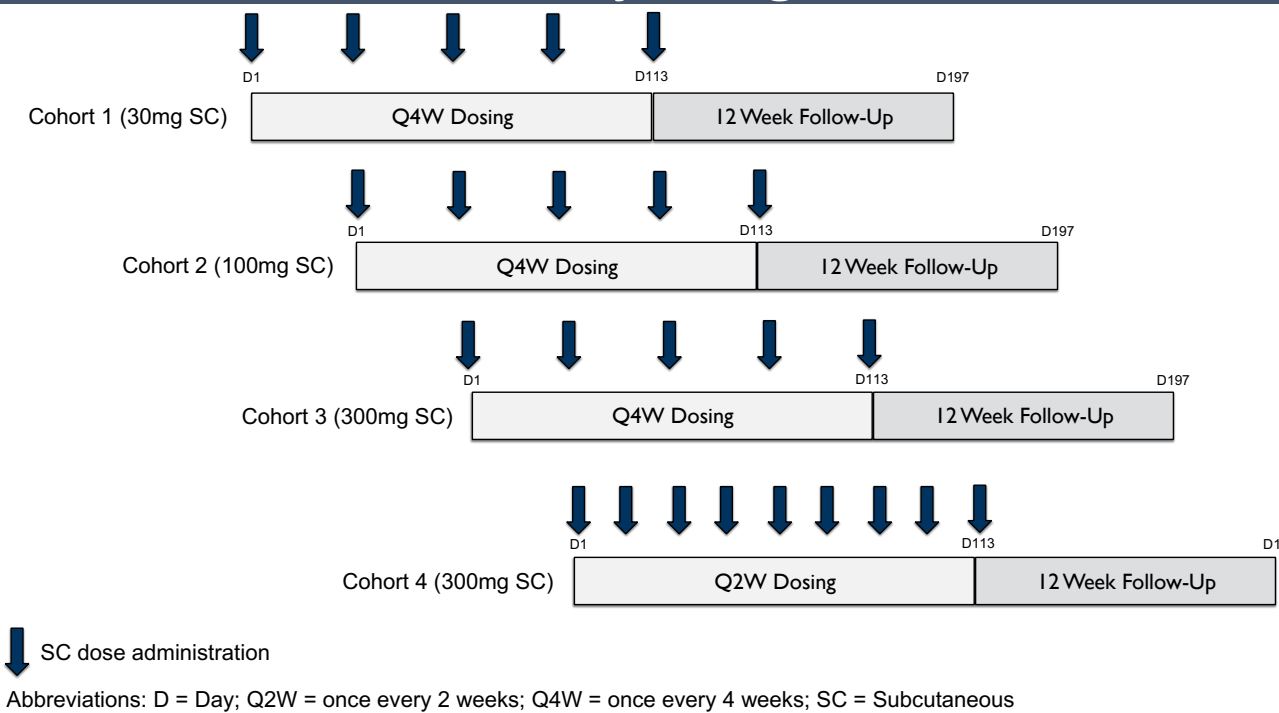 D1 D113 D197
Cohort 1 (30mg SC) Q4W Dosing 12 Week Follow-Up
D1 D113 D197
Cohort 2 (100mg SC) Q4W Dosing 12 Week Follow-Up
D1 D113 D197
Cohort 3 (300mg SC) Q4W Dosing 12 Week Follow-Up
D1 D113 D1
Cohort 4 (300mg SC) Q2W Dosing 12 Week Follow-Up
SC dose administration
Abbreviations: D = Day; Q2W = once every 2 weeks; Q4W = once every 4 weeks; SC = Subcutaneous